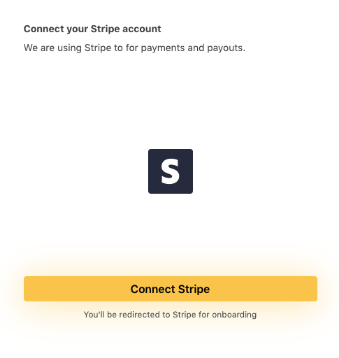 Connect your Stripe account
We are using Stripe to for payments and payouts.
S
Connect Stripe
You'll be redirected to Stripe for onboarding